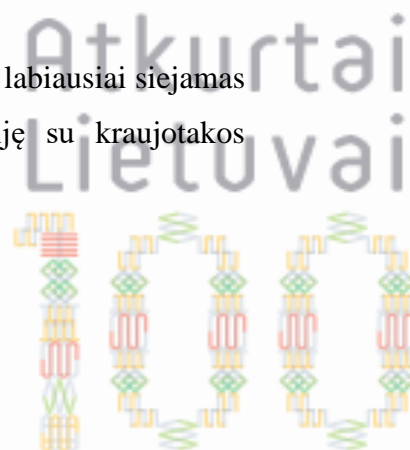 Atkurtai
labiausiai siejamas
Lietuvai
ję su kraujotakos
100